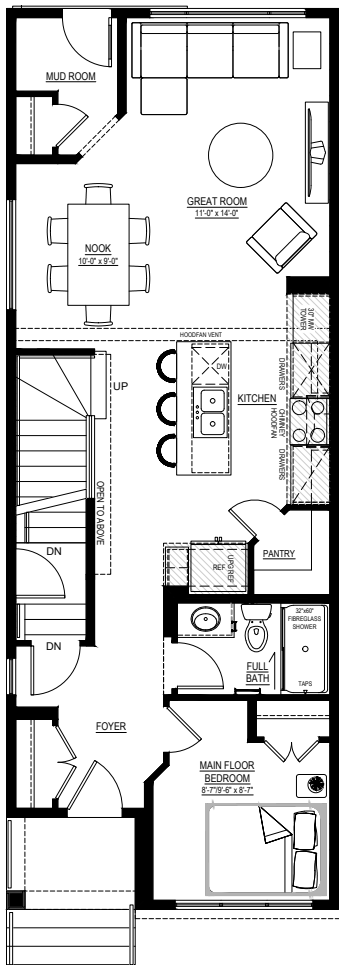 MUD ROOM
GREAT ROOM
11'-0" x 14'-0"
NOOK
10'-0" x 9'-0"
HOODFAN VENT
30" MW
TOWER
DW
DRAWERS
KITCHEN
CHIMNEY
HOODFAN
DRAWERS
UP
OPEN TO ABOVE
DN
PANTRY
REF
UPG REF
32"x60"
FIBREGLASS
SHOWER
DN
FULL
BATH
TAPS
FOYER
MAIN FLOOR
BEDROOM
8'-7"/9'-6" x 8'-7"